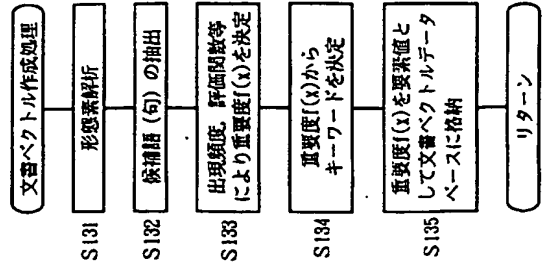 文書ベクトル作成処理
S131
形態素解析
S132
候補語(句)の抽出
S133
出現頻度、評価関数等
により重要度f(x)を決定
S134
重要度f(x)から
キーワードを決定
S135
重要度f(x)を要素値と
して文書ベクトルデータ
ベースに格納
リターン